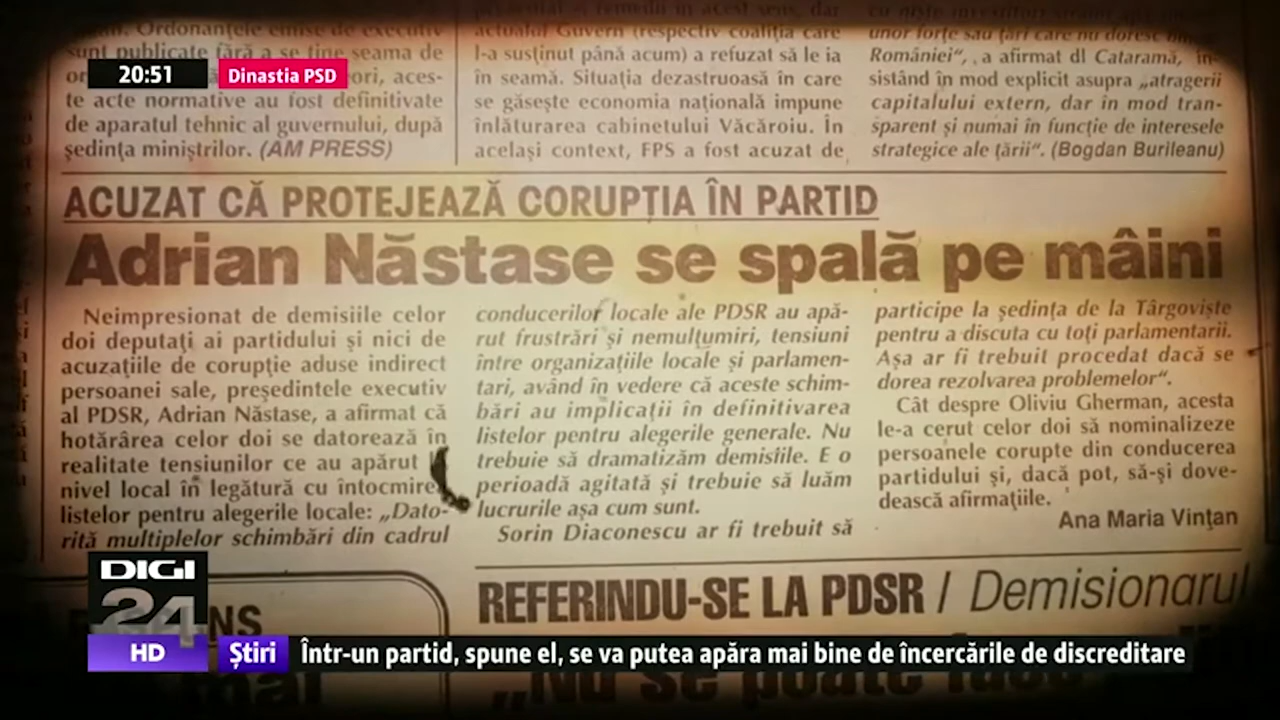 20:51
Dinastia PSD
Ordonanţele emise de executiv
sunt publicate fără a se ţine seama de
te acte normative au fost definitivate
de aparatul tehnic al guvernului, după
şedinţa miniştrilor. (AM PRESS)
actualul Guvern (respectiv coaliţia care
l-a susţinut până acum) a refuzat să le ia
în seamă. Situaţia dezastruoasă în care
se găseşte economia naţională impune
înlăturarea cabinetului Văcăroiu. În
acelaşi context, FPS a fost acuzat de
unor forţe sau ţări care nu doresc
României“, a afirmat dl Cataramă, in-
sistând în mod explicit asupra „atragerii
capitalului extern, dar în mod tran-
sparent şi numai în funcţie de interesele
strategice ale ţării“. (Bogdan Burileanu)
ACUZAT CĂ PROTEJEAZĂ CORUPŢIA ÎN PARTID
Adrian Năstase se spală pe mâini
Neimpresionat de demisiile celor
doi deputaţi ai partidului şi nici de
acuzaţiile de corupţie aduse indirect
persoanei sale, preşedintele executiv
al PDSR, Adrian Năstase, a afirmat că
hotărârea celor doi se datorează în
realitate tensiunilor ce au apărut
nivel local în legătură cu întocmirea
listelor pentru alegerile locale: „Dato-
rită multiplelor schimbări din cadrul
conducerilor locale ale PDSR au apă-
rut frustrări şi nemulţumiri, tensiuni
între organizaţiile locale şi parlamen-
tari, având în vedere că aceste schim-
bări au implicaţii în definitivarea
listelor pentru alegerile generale. Nu
trebuie să dramatizăm demisiile. E o
perioadă agitată şi trebuie să luăm
lucrurile aşa cum sunt.
Sorin Diaconescu ar fi trebuit să
participe la şedinţa de la Târgovişte
pentru a discuta cu toţi parlamentarii.
Aşa ar fi trebuit procedat dacă se
dorea rezolvarea problemelor“.
Cât despre Oliviu Gherman, acesta
le-a cerut celor doi să nominalizeze
persoanele corupte din conducerea
partidului şi, dacă pot, să-şi dove-
dească afirmaţiile.
Ana Maria Vinţan
REFERINDU-SE LA PDSR / Demisionarul
„Nu se poate
DIGI
24
HD
Ştiri
Într-un partid, spune el, se va putea apăra mai bine de încercările de discreditare